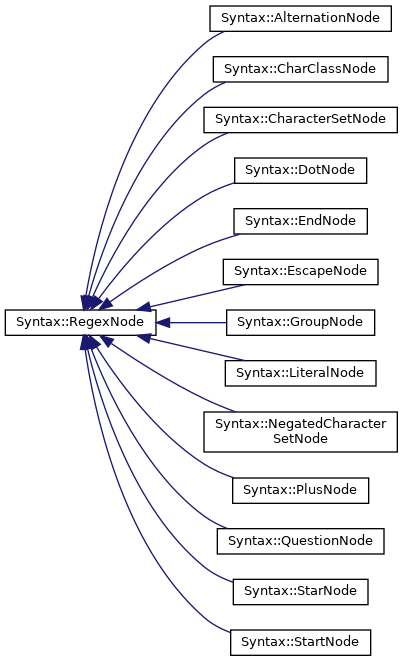 Syntax::AlternationNode
Syntax::CharClassNode
Syntax::CharacterSetNode
Syntax::DotNode
Syntax::EndNode
Syntax::EscapeNode
Syntax::RegexNode
Syntax::GroupNode
Syntax::LiteralNode
Syntax::NegatedCharacter
SetNode
Syntax::PlusNode
Syntax::QuestionNode
Syntax::StarNode
Syntax::StartNode